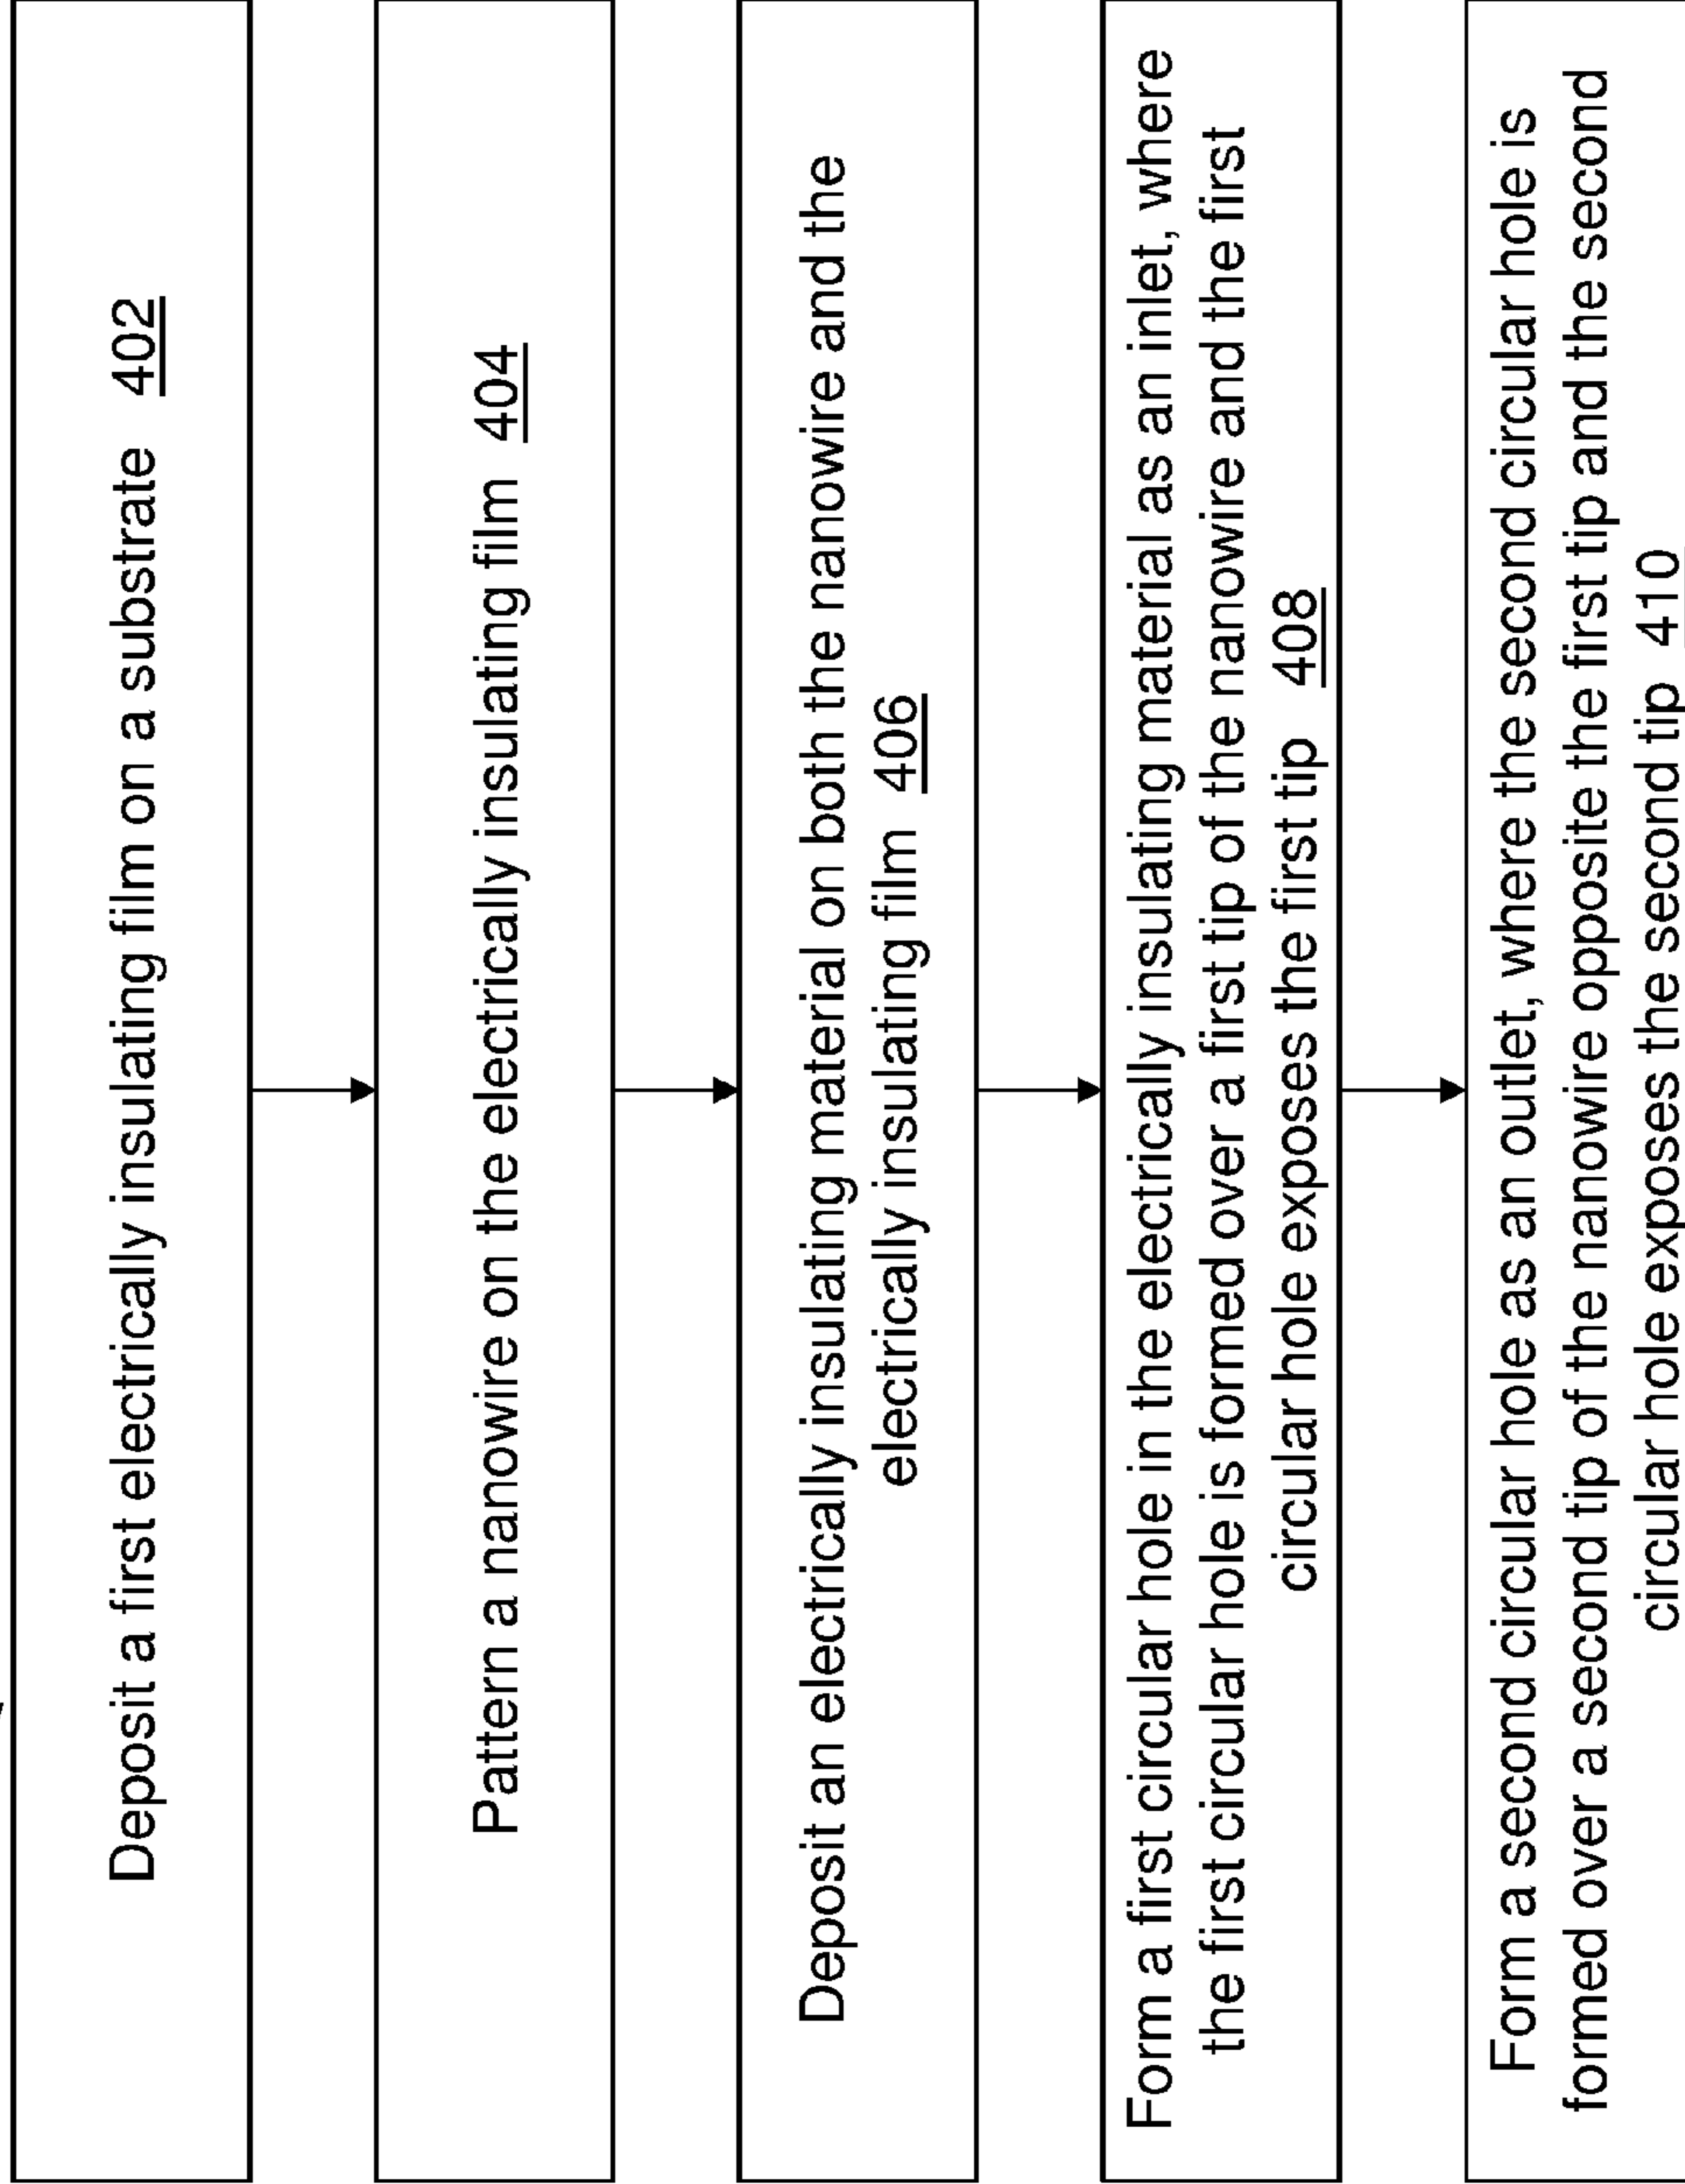 Deposit a first electrically insulating film on a substrate 402
Pattern a nanowire on the electrically insulating film 404
Deposit an electrically insulating material on both the nanowire and the
electrically insulating film 406
Form a first circular hole in the electrically insulating material as an inlet, where
the first circular hole is formed over a first tip of the nanowire and the first
circular hole exposes the first tip 408
Form a second circular hole as an outlet, where the second circular hole is
formed over a second tip of the nanowire opposite the first tip and the second
circular hole exposes the second tip 410